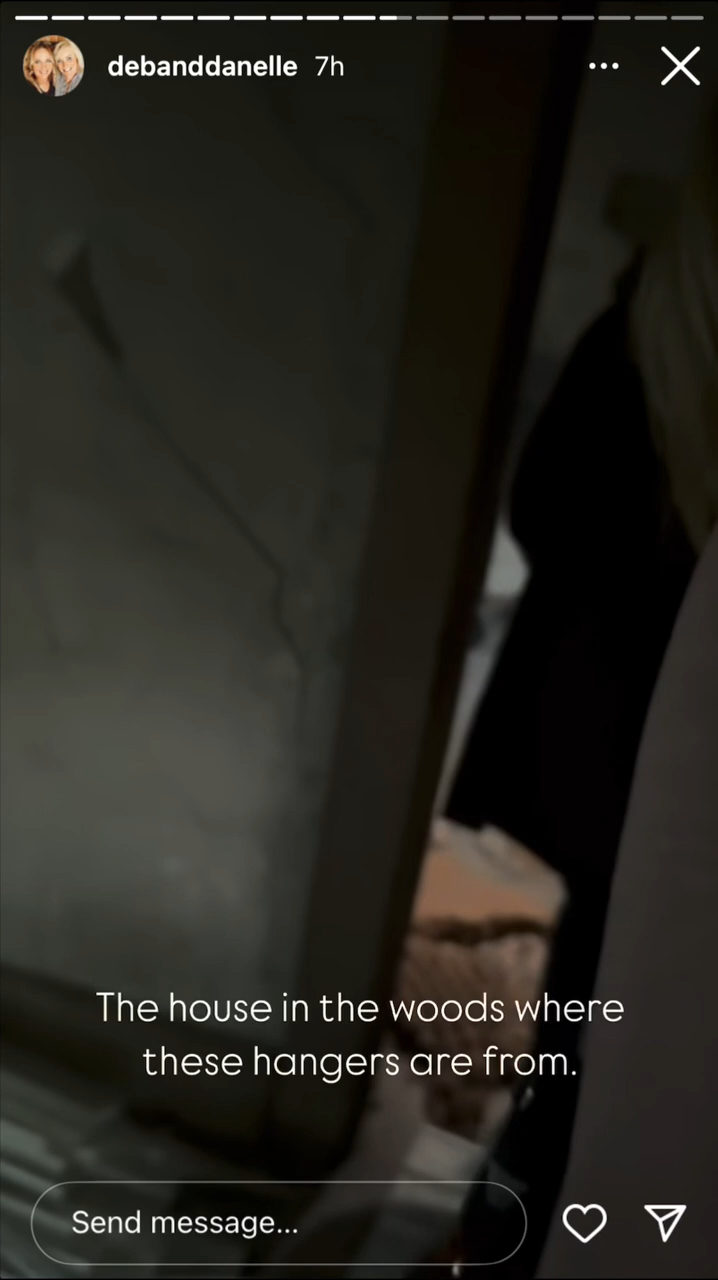 debanddanelle 7h
The house in the woods where
these hangers are from.
Send message...